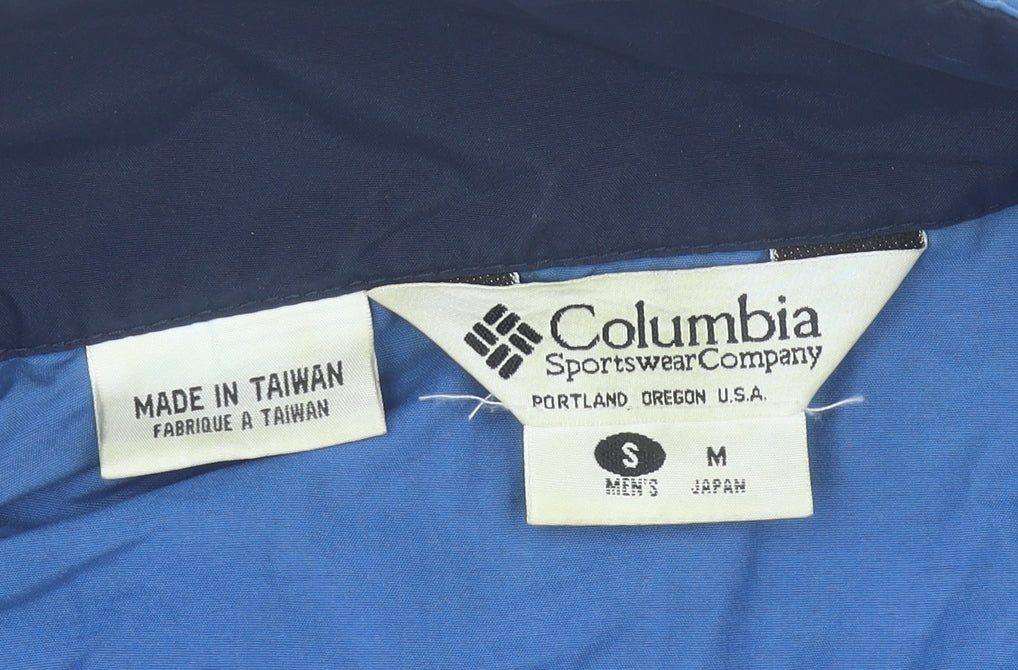 MADE IN TAIWAN
FABRIQUE A TAIWAN
Columbia
SportswearCompany
PORTLAND OREGON U.S.A.
S M
MEN'S JAPAN